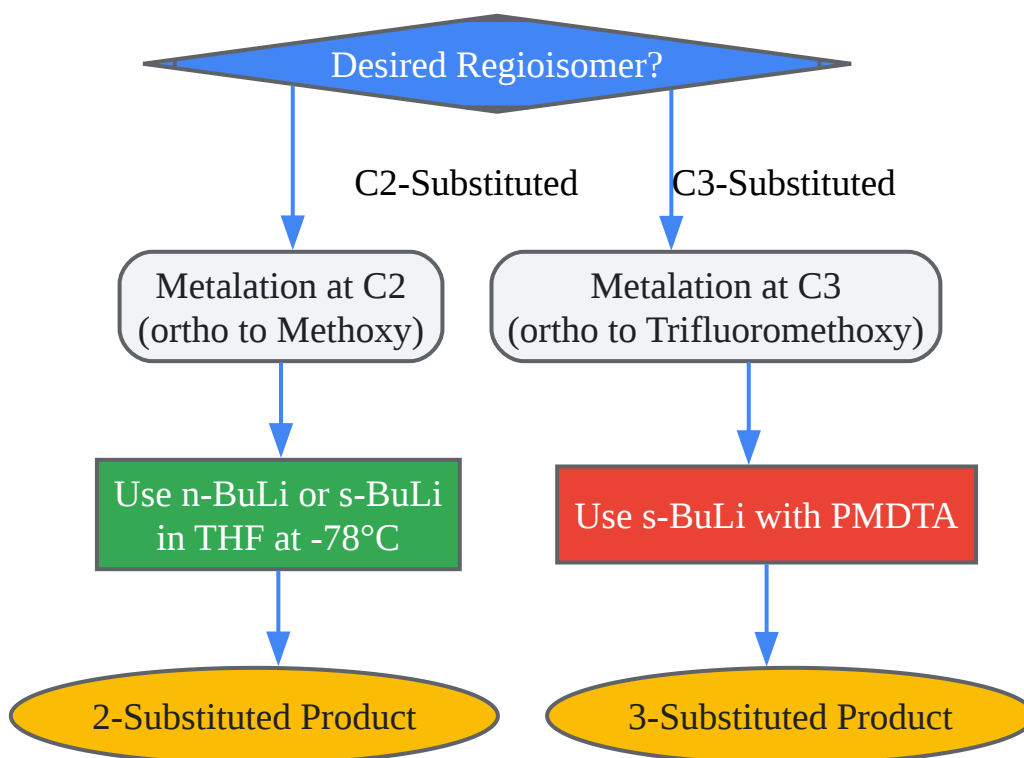 Desired Regioisomer?
C2-Substituted
C3-Substituted
Metalation at C2
(ortho to Methoxy)
Metalation at C3
(ortho to Trifluoromethoxy)
Use n-BuLi or s-BuLi
in THF at -78°C
Use s-BuLi with PMDTA
2-Substituted Product
3-Substituted Product